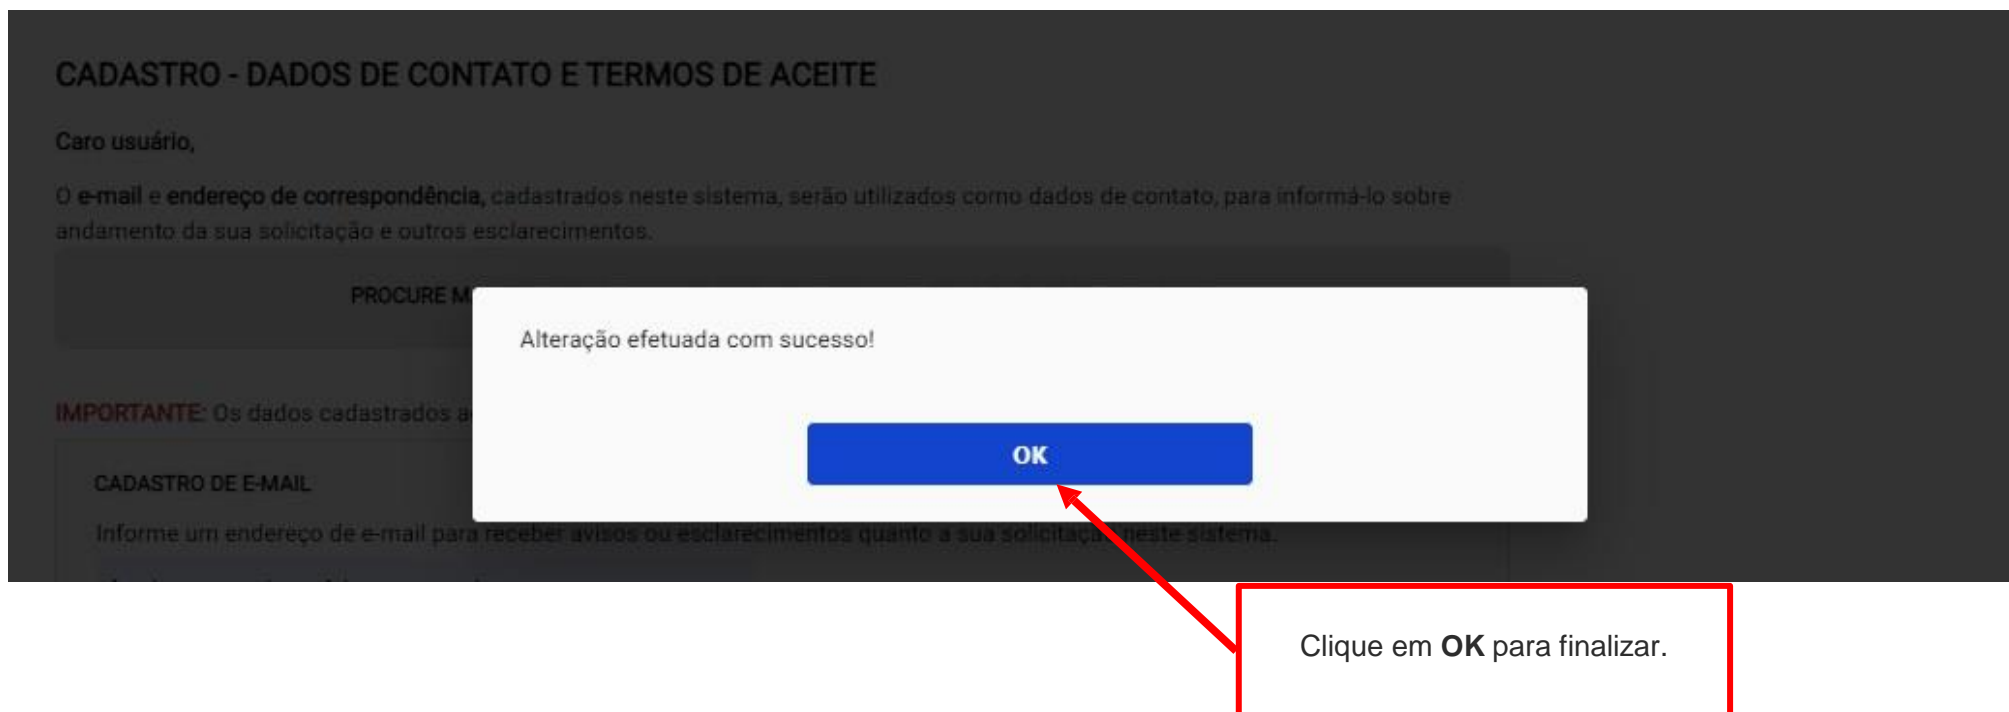 CADASTRO - DADOS DE CONTATO E TERMOS DE ACEITE
Caro usuário,
O e-mail e endereço de correspondência, cadastrados neste sistema, serão utilizados como dados de contato, para informá-lo sobre
andamento da sua solicitação e outros esclarecimentos.
PROCURE M
Alteração efetuada com sucesso!
IMPORTANTE: Os dados cadastrados a
OK
CADASTRO DE E-MAIL
Informe um endereço de e-mail para receber avisos ou esclarecimentos quanto a sua solicitação neste sistema.
Clique em OK para finalizar.